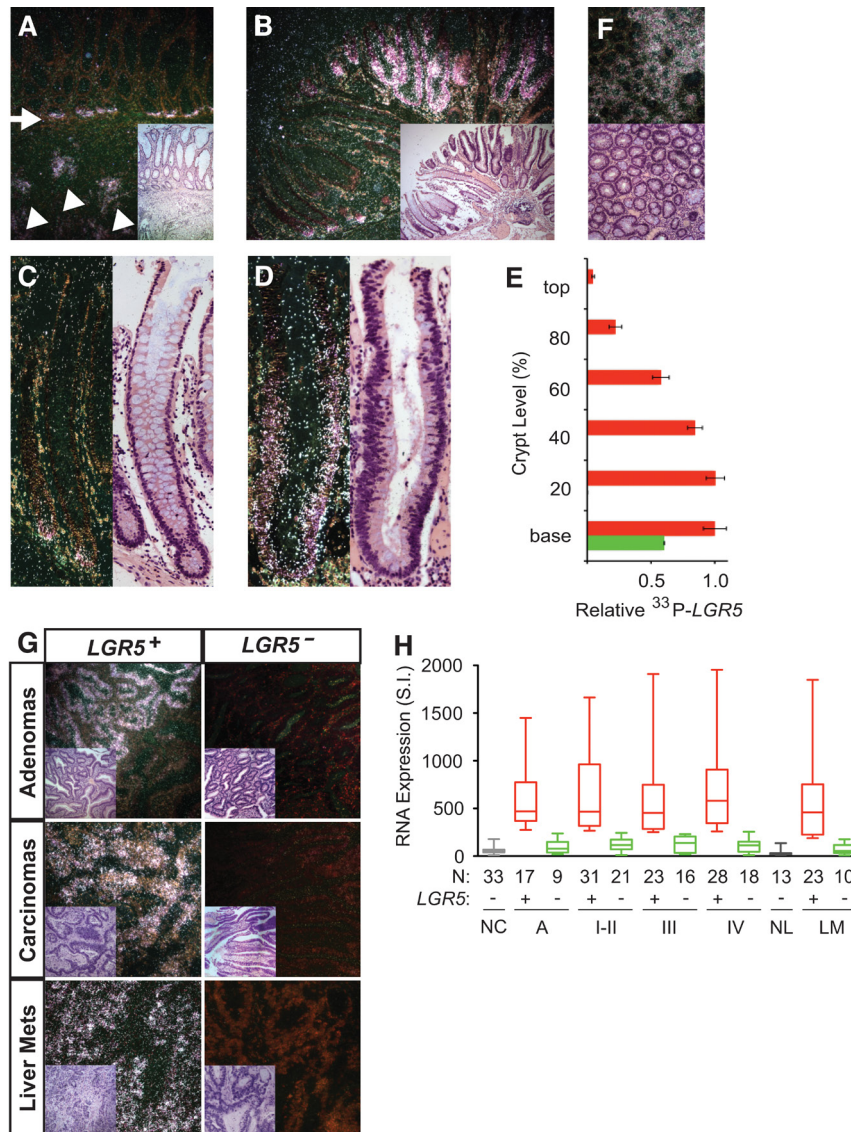 A
B
F
C
D
E
top
80
60
40
20
base
Crypt Level (%)
0.5 1.0
Relative ³³P-LGR5
G
LGR5⁺ LGR5⁻
Adenomas
Carcinomas
Liver Mets
H
RNA Expression (S.I.)
2000
1500
1000
500
0
N: 33 17 9 31 21 23 16 28 18 13 23 10
LGR5: - + - + - + - + - - + -
NC A I-II III IV NL LM